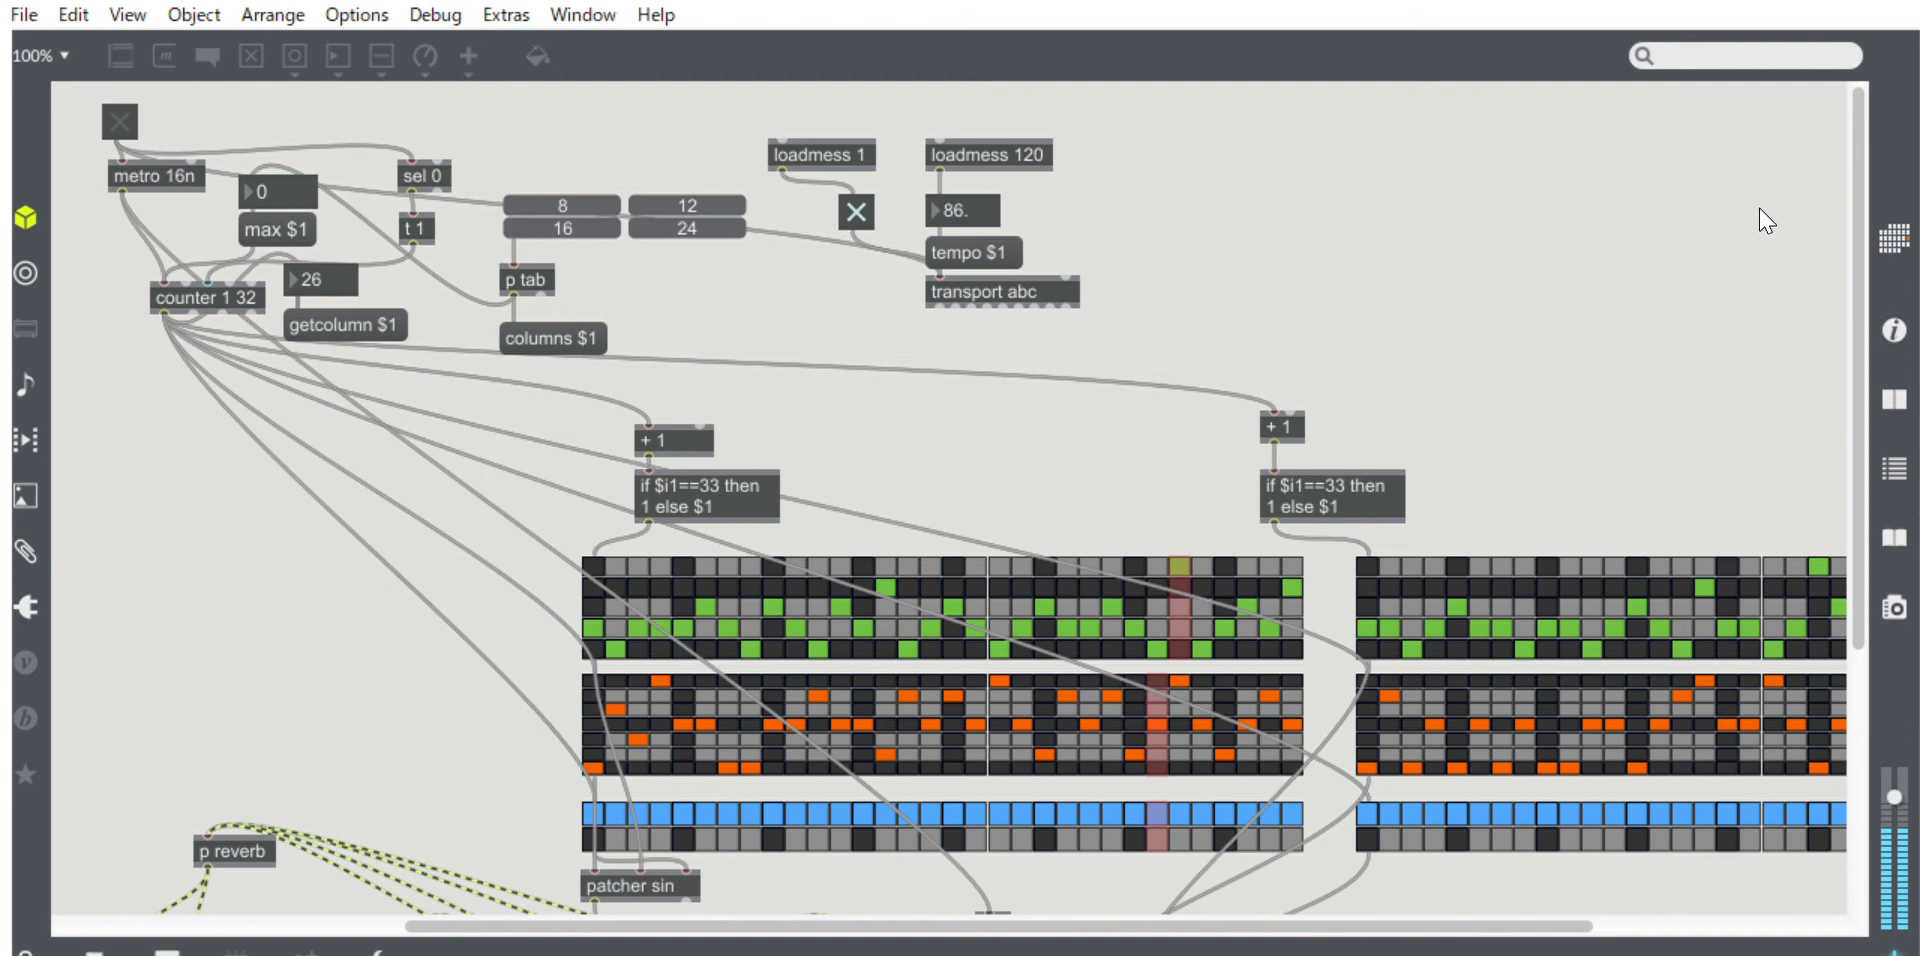 File Edit View Object Arrange Options Debug Extras Window Help
100%
m
loadmess 1
loadmess 120
metro 16n
0
sel 0
8
12
86.
max $1
t 1
16
24
tempo $1
26
p tab
counter 1 32
transport abc
getcolumn $1
columns $1
+ 1
+ 1
if $i1==33 then
1 else $1
if $i1==33 then
1 else $1
v
b
p reverb
patcher sin